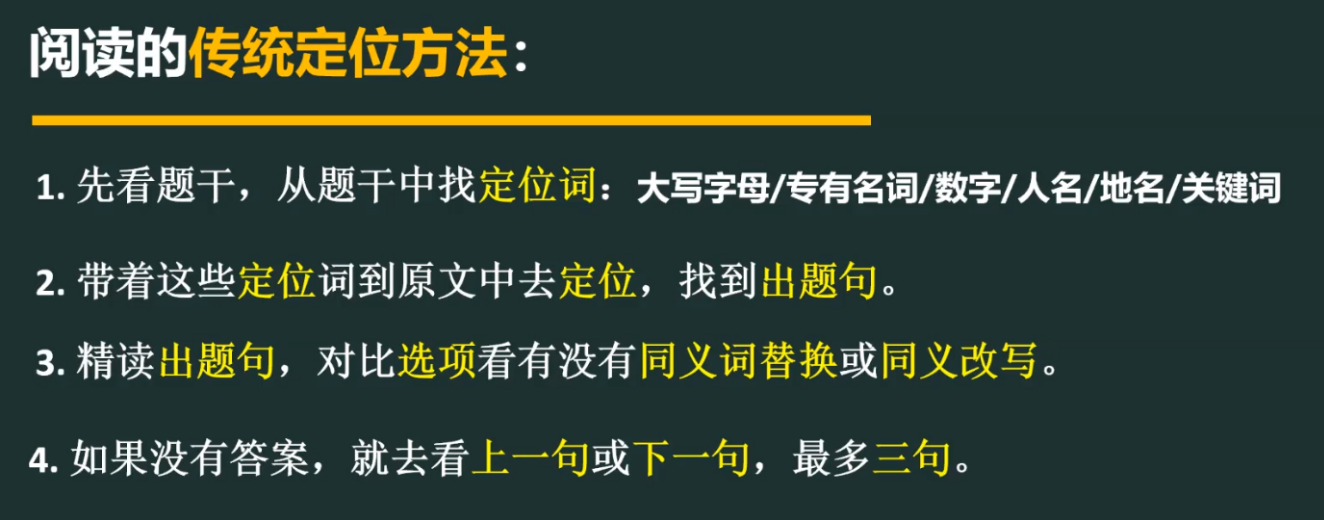 阅读的传统定位方法：
1. 先看题干，从题干中找定位词：大写字母/专有名词/数字/人名/地名/关键词
2. 带着这些定位词到原文中去定位，找到出题句。
3. 精读出题句，对比选项看有没有同义词替换或同义改写。
4. 如果没有答案，就去看上一句或下一句，最多三句。